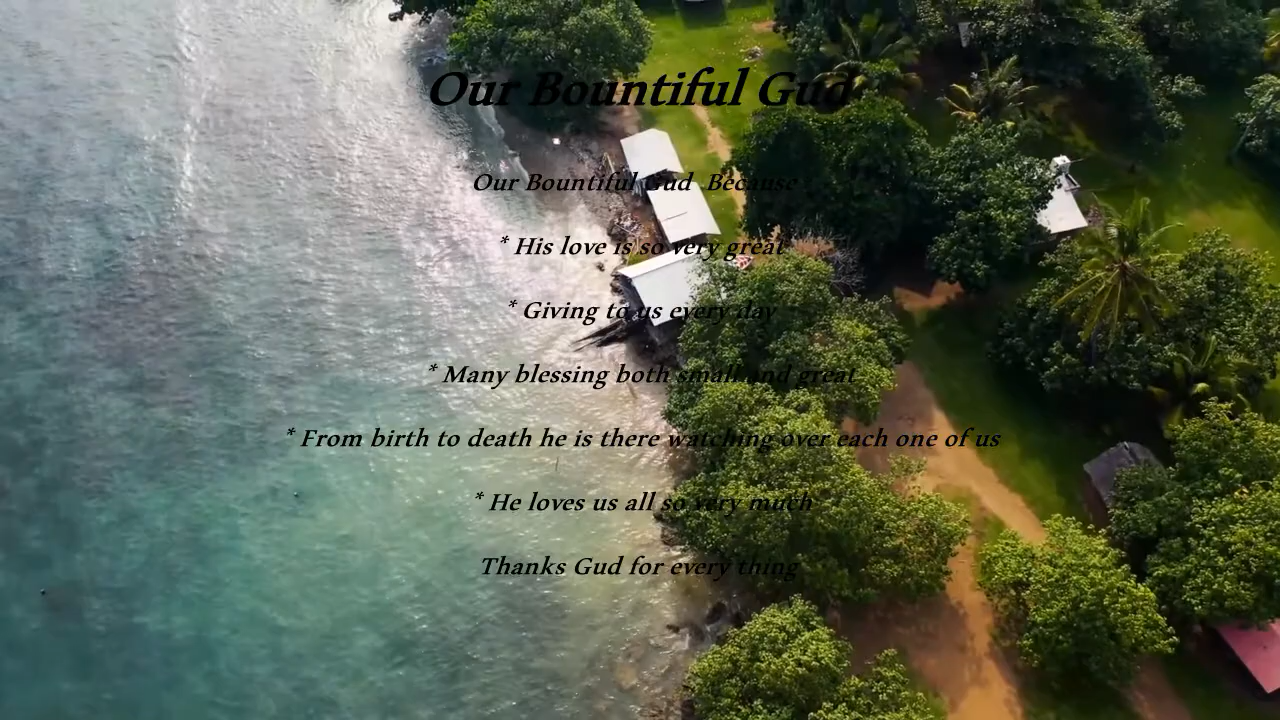 Our Bountiful Gud
Our Bountiful Gud Because
* His love is so very great
* Giving to us every day
* Many blessing both small and great
* From birth to death he is there watching over each one of us
* He loves us all so very much
Thanks Gud for every thing